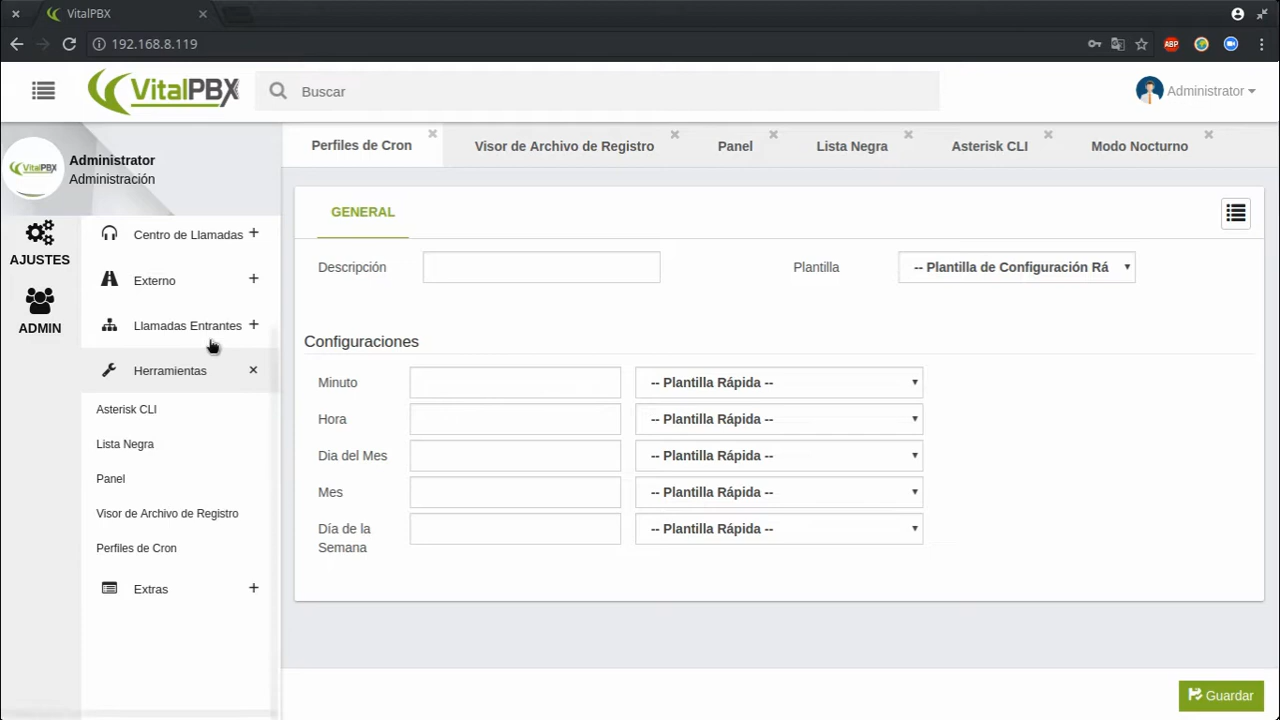 VitalPBX
192.168.8.119
ABP
VitalPBX
Buscar
Administrator
VitalPBX
Administrator
Administración
Perfiles de Cron
Visor de Archivo de Registro
Panel
Lista Negra
Asterisk CLI
Modo Nocturno
AJUSTES
ADMIN
Centro de Llamadas
Externo
Llamadas Entrantes
Herramientas
Asterisk CLI
Lista Negra
Panel
Visor de Archivo de Registro
Perfiles de Cron
Extras
GENERAL
Descripción
Plantilla
-- Plantilla de Configuración Rá
Configuraciones
Minuto
-- Plantilla Rápida --
Hora
-- Plantilla Rápida --
Dia del Mes
-- Plantilla Rápida --
Mes
-- Plantilla Rápida --
Día de la
Semana
-- Plantilla Rápida --
Guardar